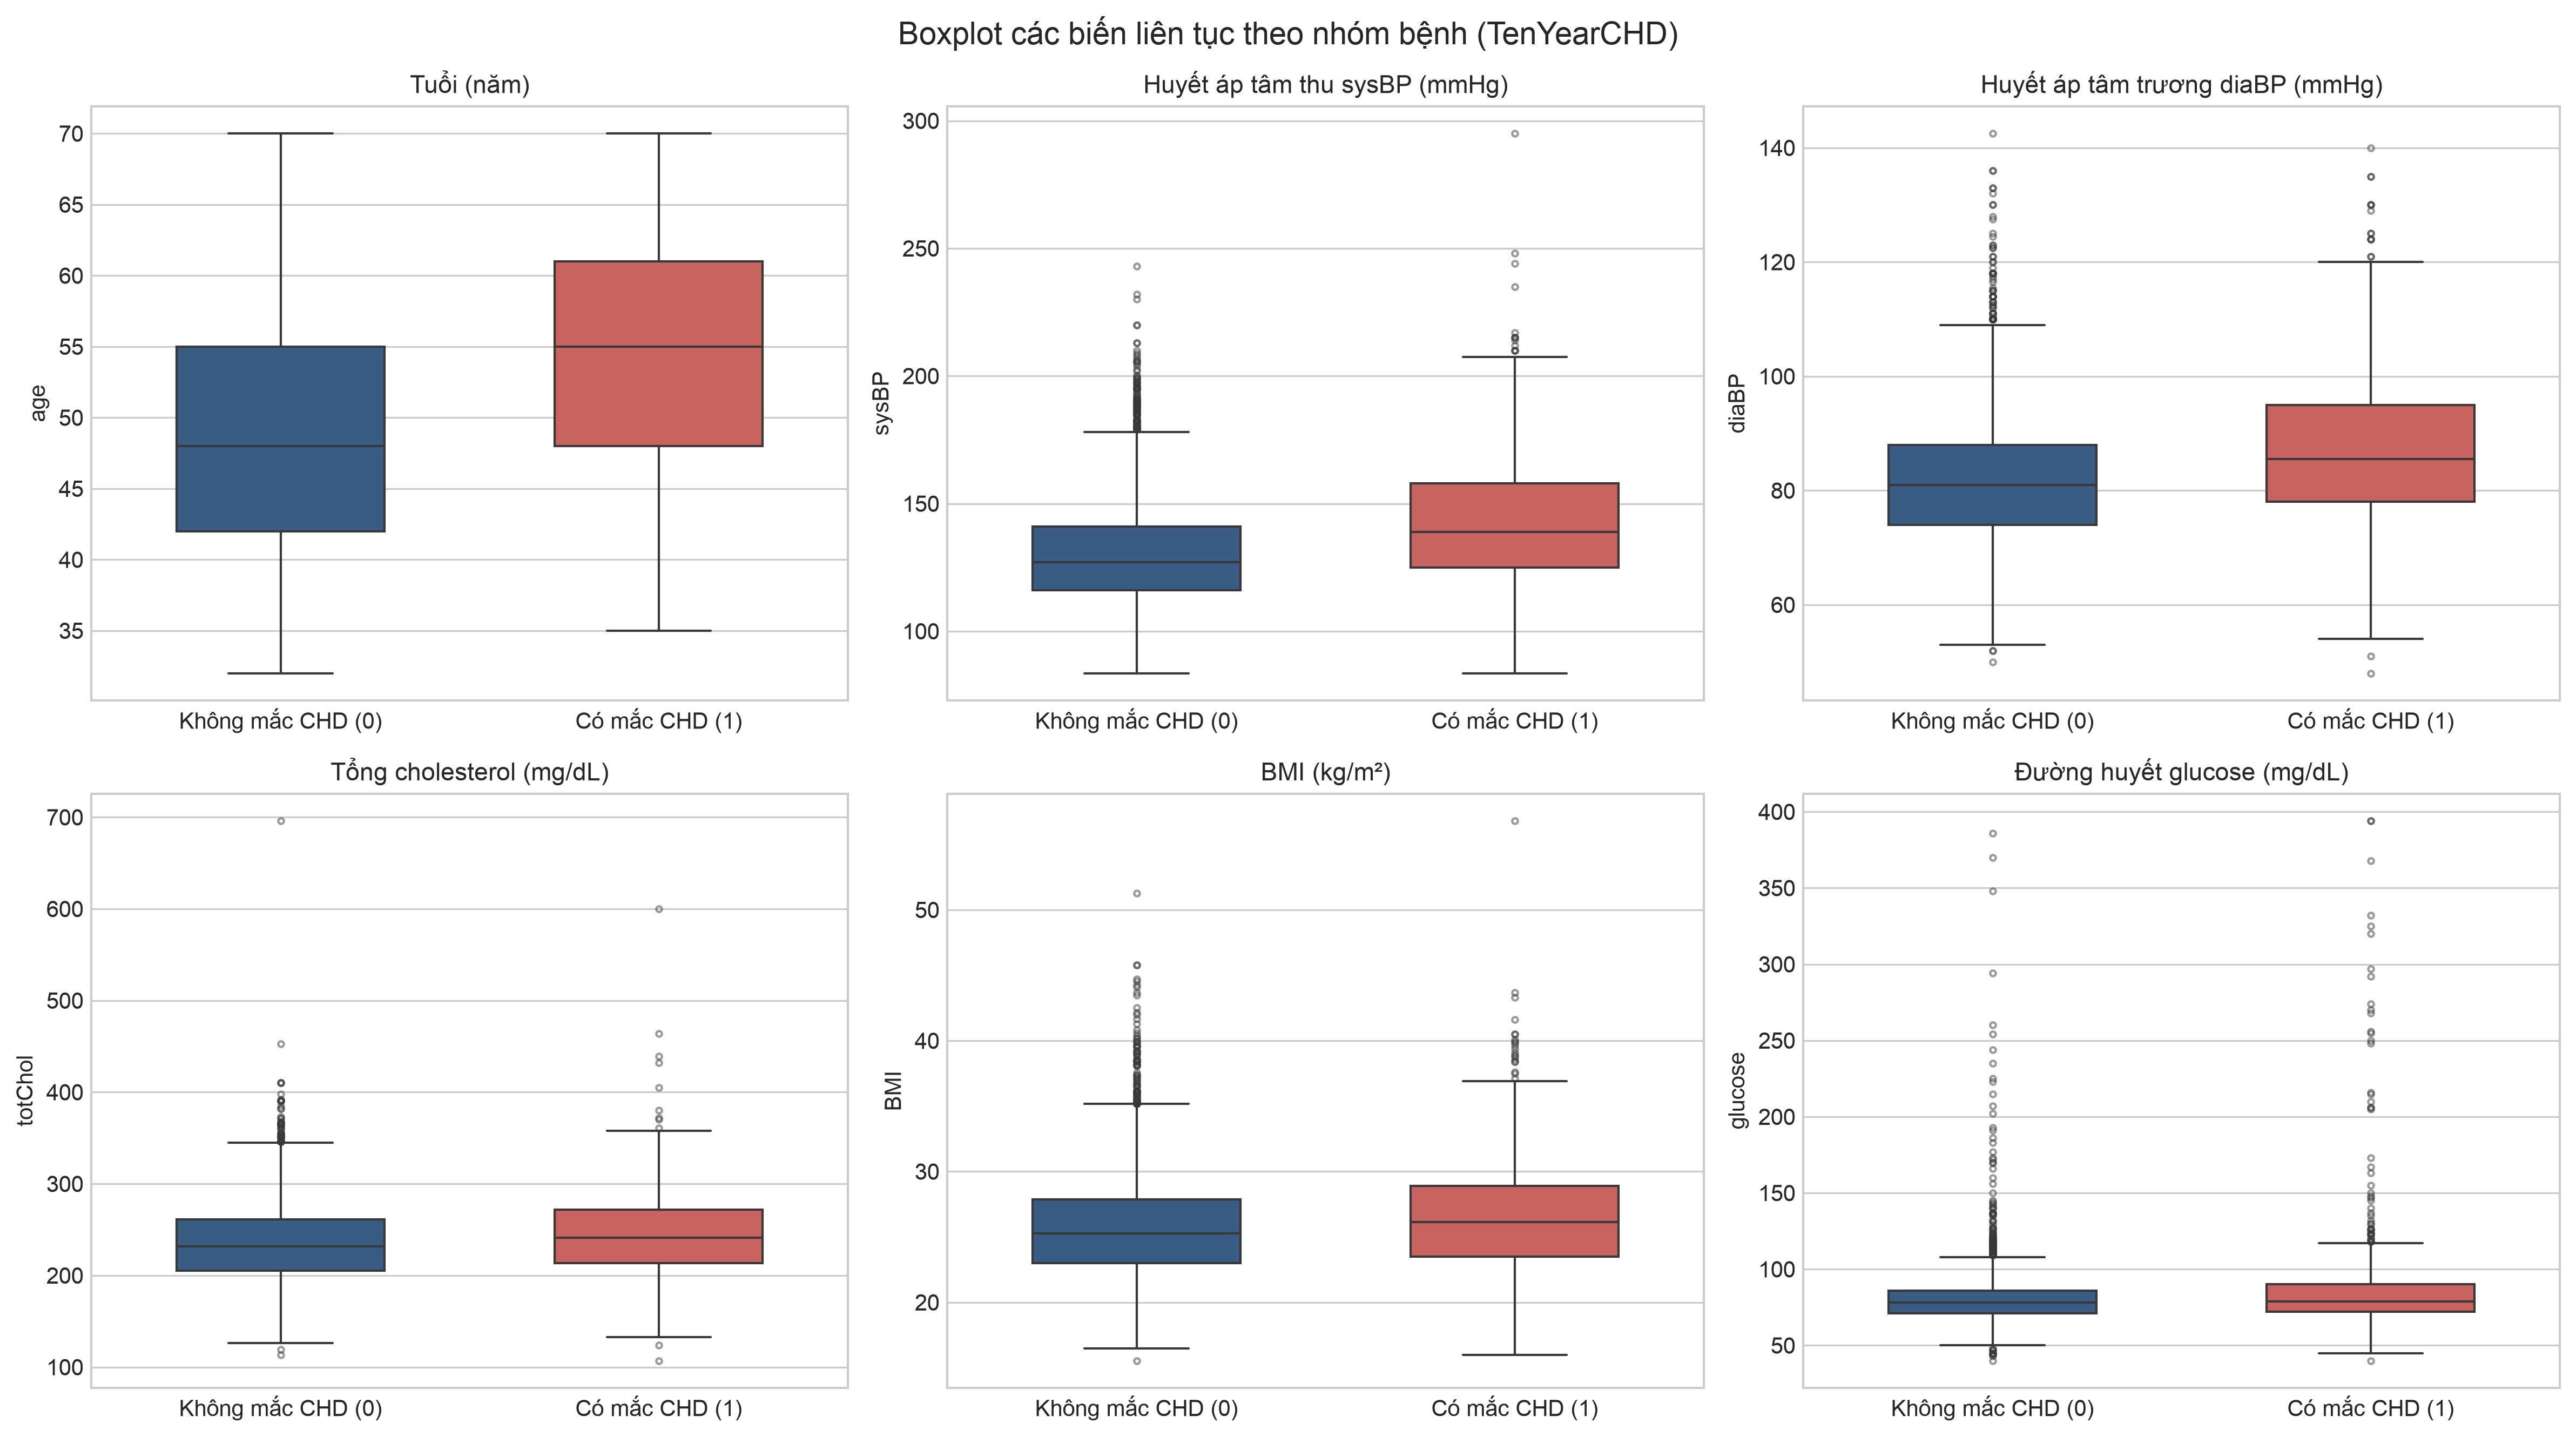 Boxplot các biến liên tục theo nhóm bệnh (TenYearCHD)
Tuổi (năm)
age
70
65
60
55
50
45
40
35
Không mắc CHD (0)
Có mắc CHD (1)
Huyết áp tâm thu sysBP (mmHg)
sysBP
300
250
200
150
100
Không mắc CHD (0)
Có mắc CHD (1)
Huyết áp tâm trương diaBP (mmHg)
diaBP
140
120
100
80
60
Không mắc CHD (0)
Có mắc CHD (1)
Tổng cholesterol (mg/dL)
totChol
700
600
500
400
300
200
100
Không mắc CHD (0)
Có mắc CHD (1)
BMI (kg/m²)
BMI
50
40
30
20
Không mắc CHD (0)
Có mắc CHD (1)
Đường huyết glucose (mg/dL)
glucose
400
350
300
250
200
150
100
50
Không mắc CHD (0)
Có mắc CHD (1)